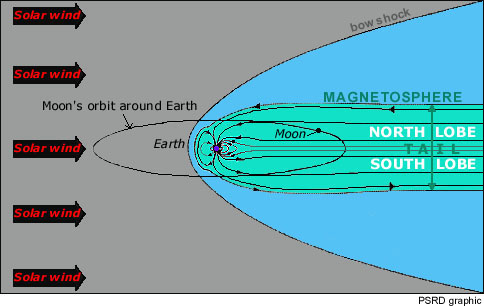 Solar wind
bow shock
Solar wind
MAGNETOSPHERE
Moon's orbit around Earth
NORTH LOBE
Moon
Earth
Solar wind
TAIL
SOUTH LOBE
Solar wind
Solar wind
PSRD graphic